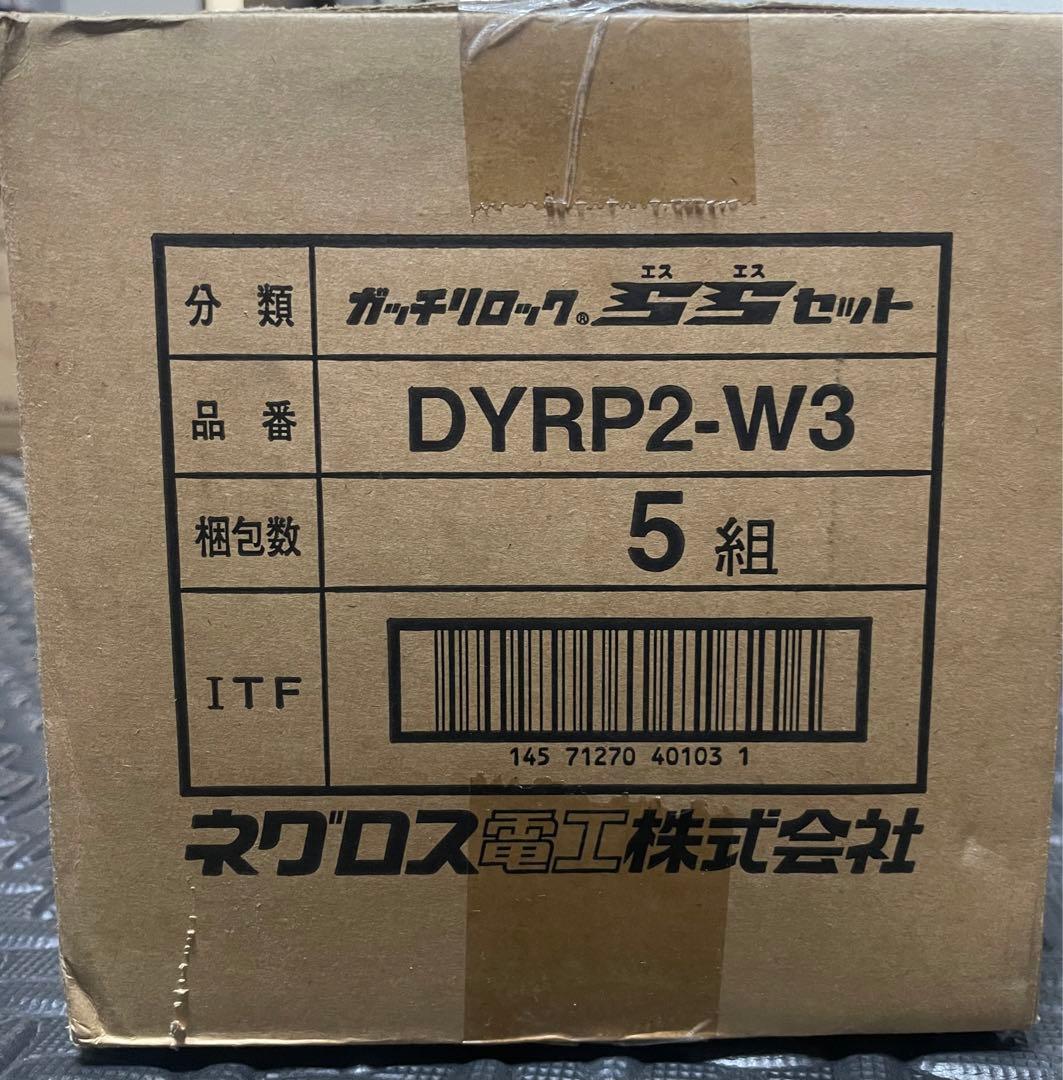 分類 ガッチリロック®SSセット
エス エス
品番 DYRP2-W3
梱包数 5組
ITF
145 71270 40103 1
ネグロス電工株式会社